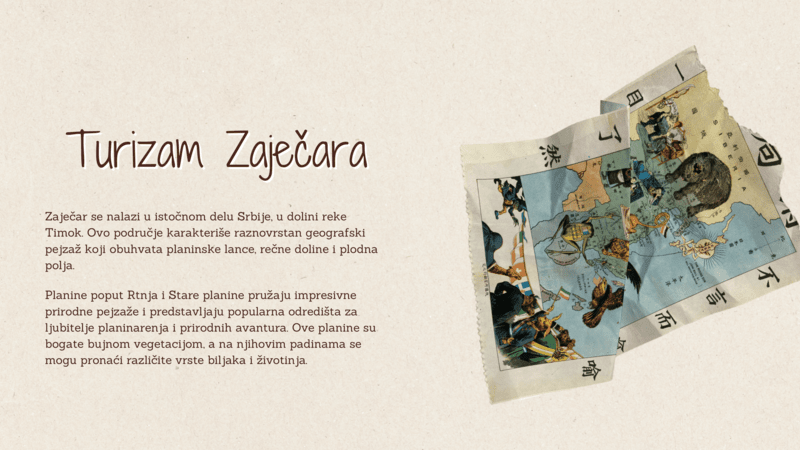 Turizam Zaječara
Zaječar se nalazi u istočnom delu Srbije, u dolini reke
Timok. Ovo područje karakteriše raznovrstan geografski
pejzaž koji obuhvata planinske lance, rečne doline i plodna
polja.
Planine poput Rtnja i Stare planine pružaju impresivne
prirodne pejzaže i predstavljaju popularna odredišta za
ljubitelje planinarenja i prirodnih avantura. Ove planine su
bogate bujnom vegetacijom, a na njihovim padinama se
mogu pronaći različite vrste biljaka i životinja.
一
目
了
然
不
言
而
喻